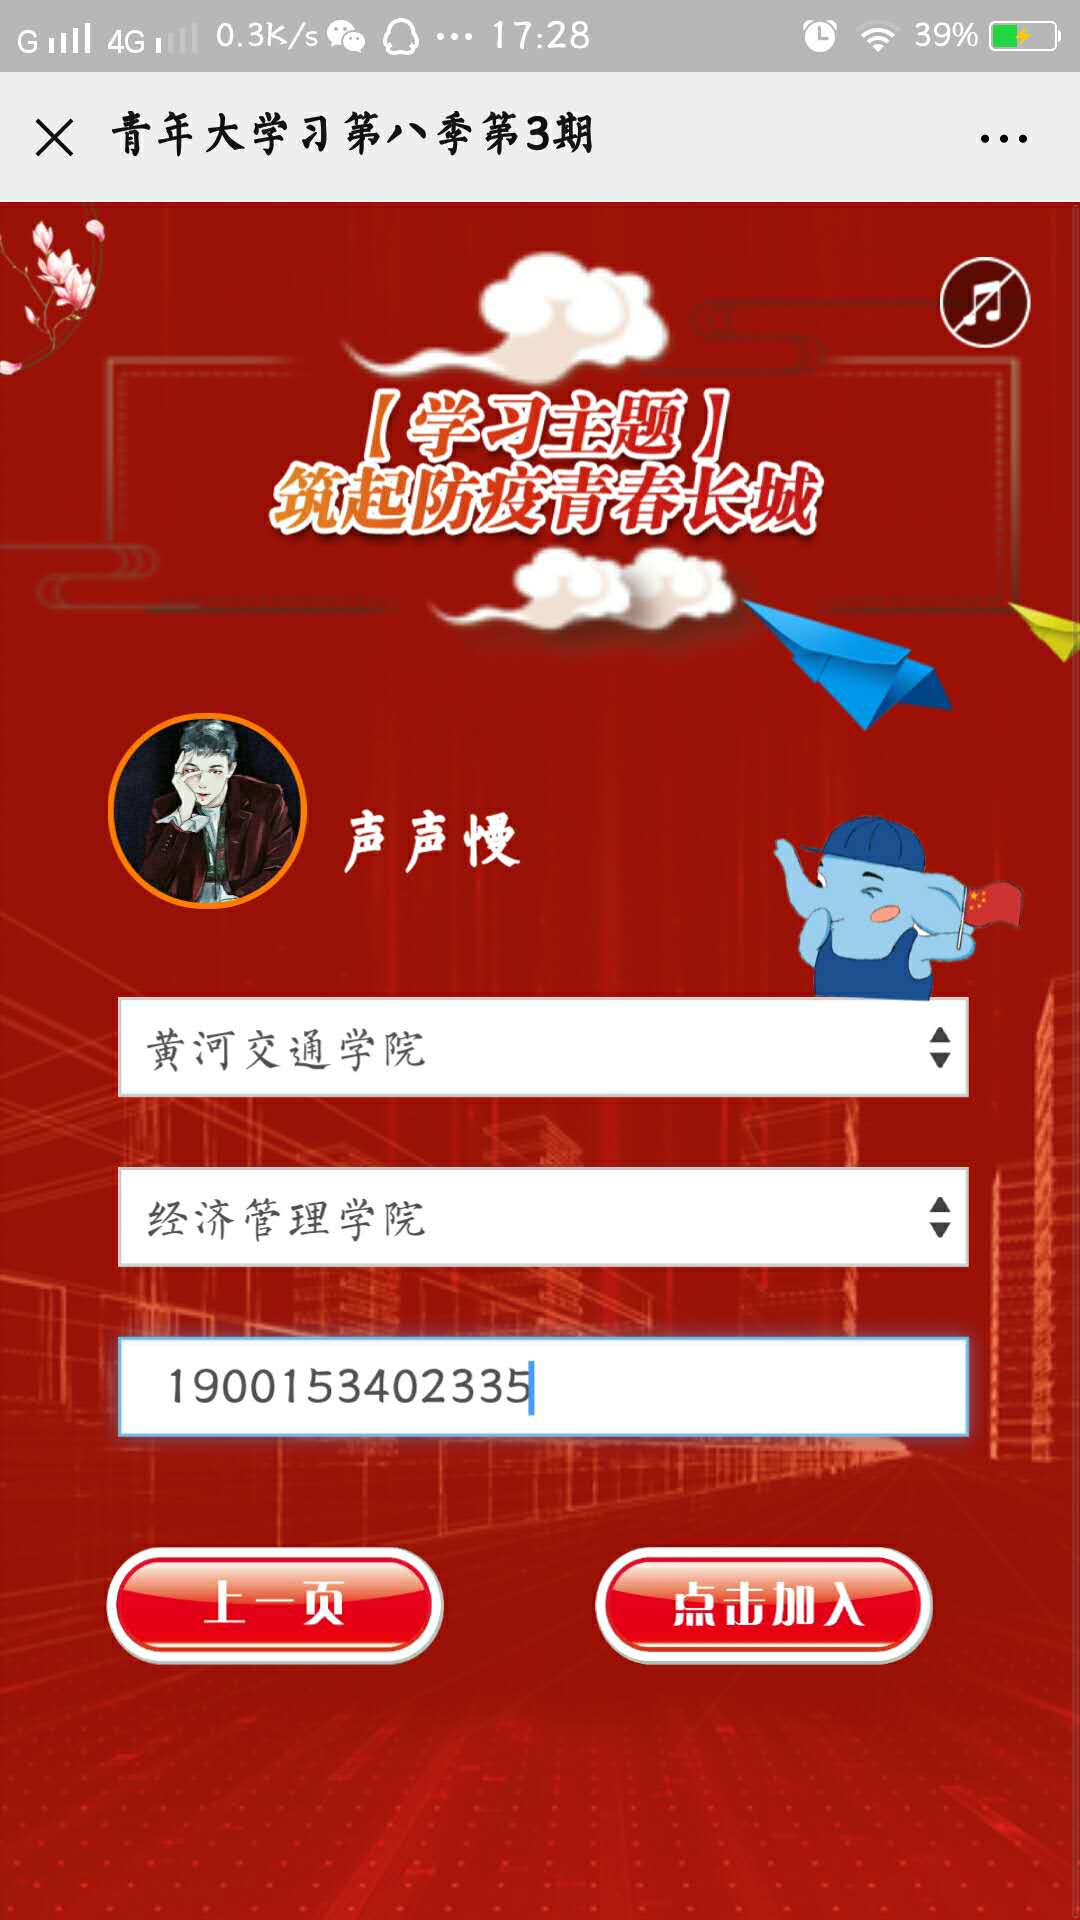 G 4G 0.3K/s ··· 17:28 39%
青年大学习第八季第3期
【学习主题】
筑起防疫青春长城
声声慢
黄河交通学院
经济管理学院
1900153402335
上一页 点击加入